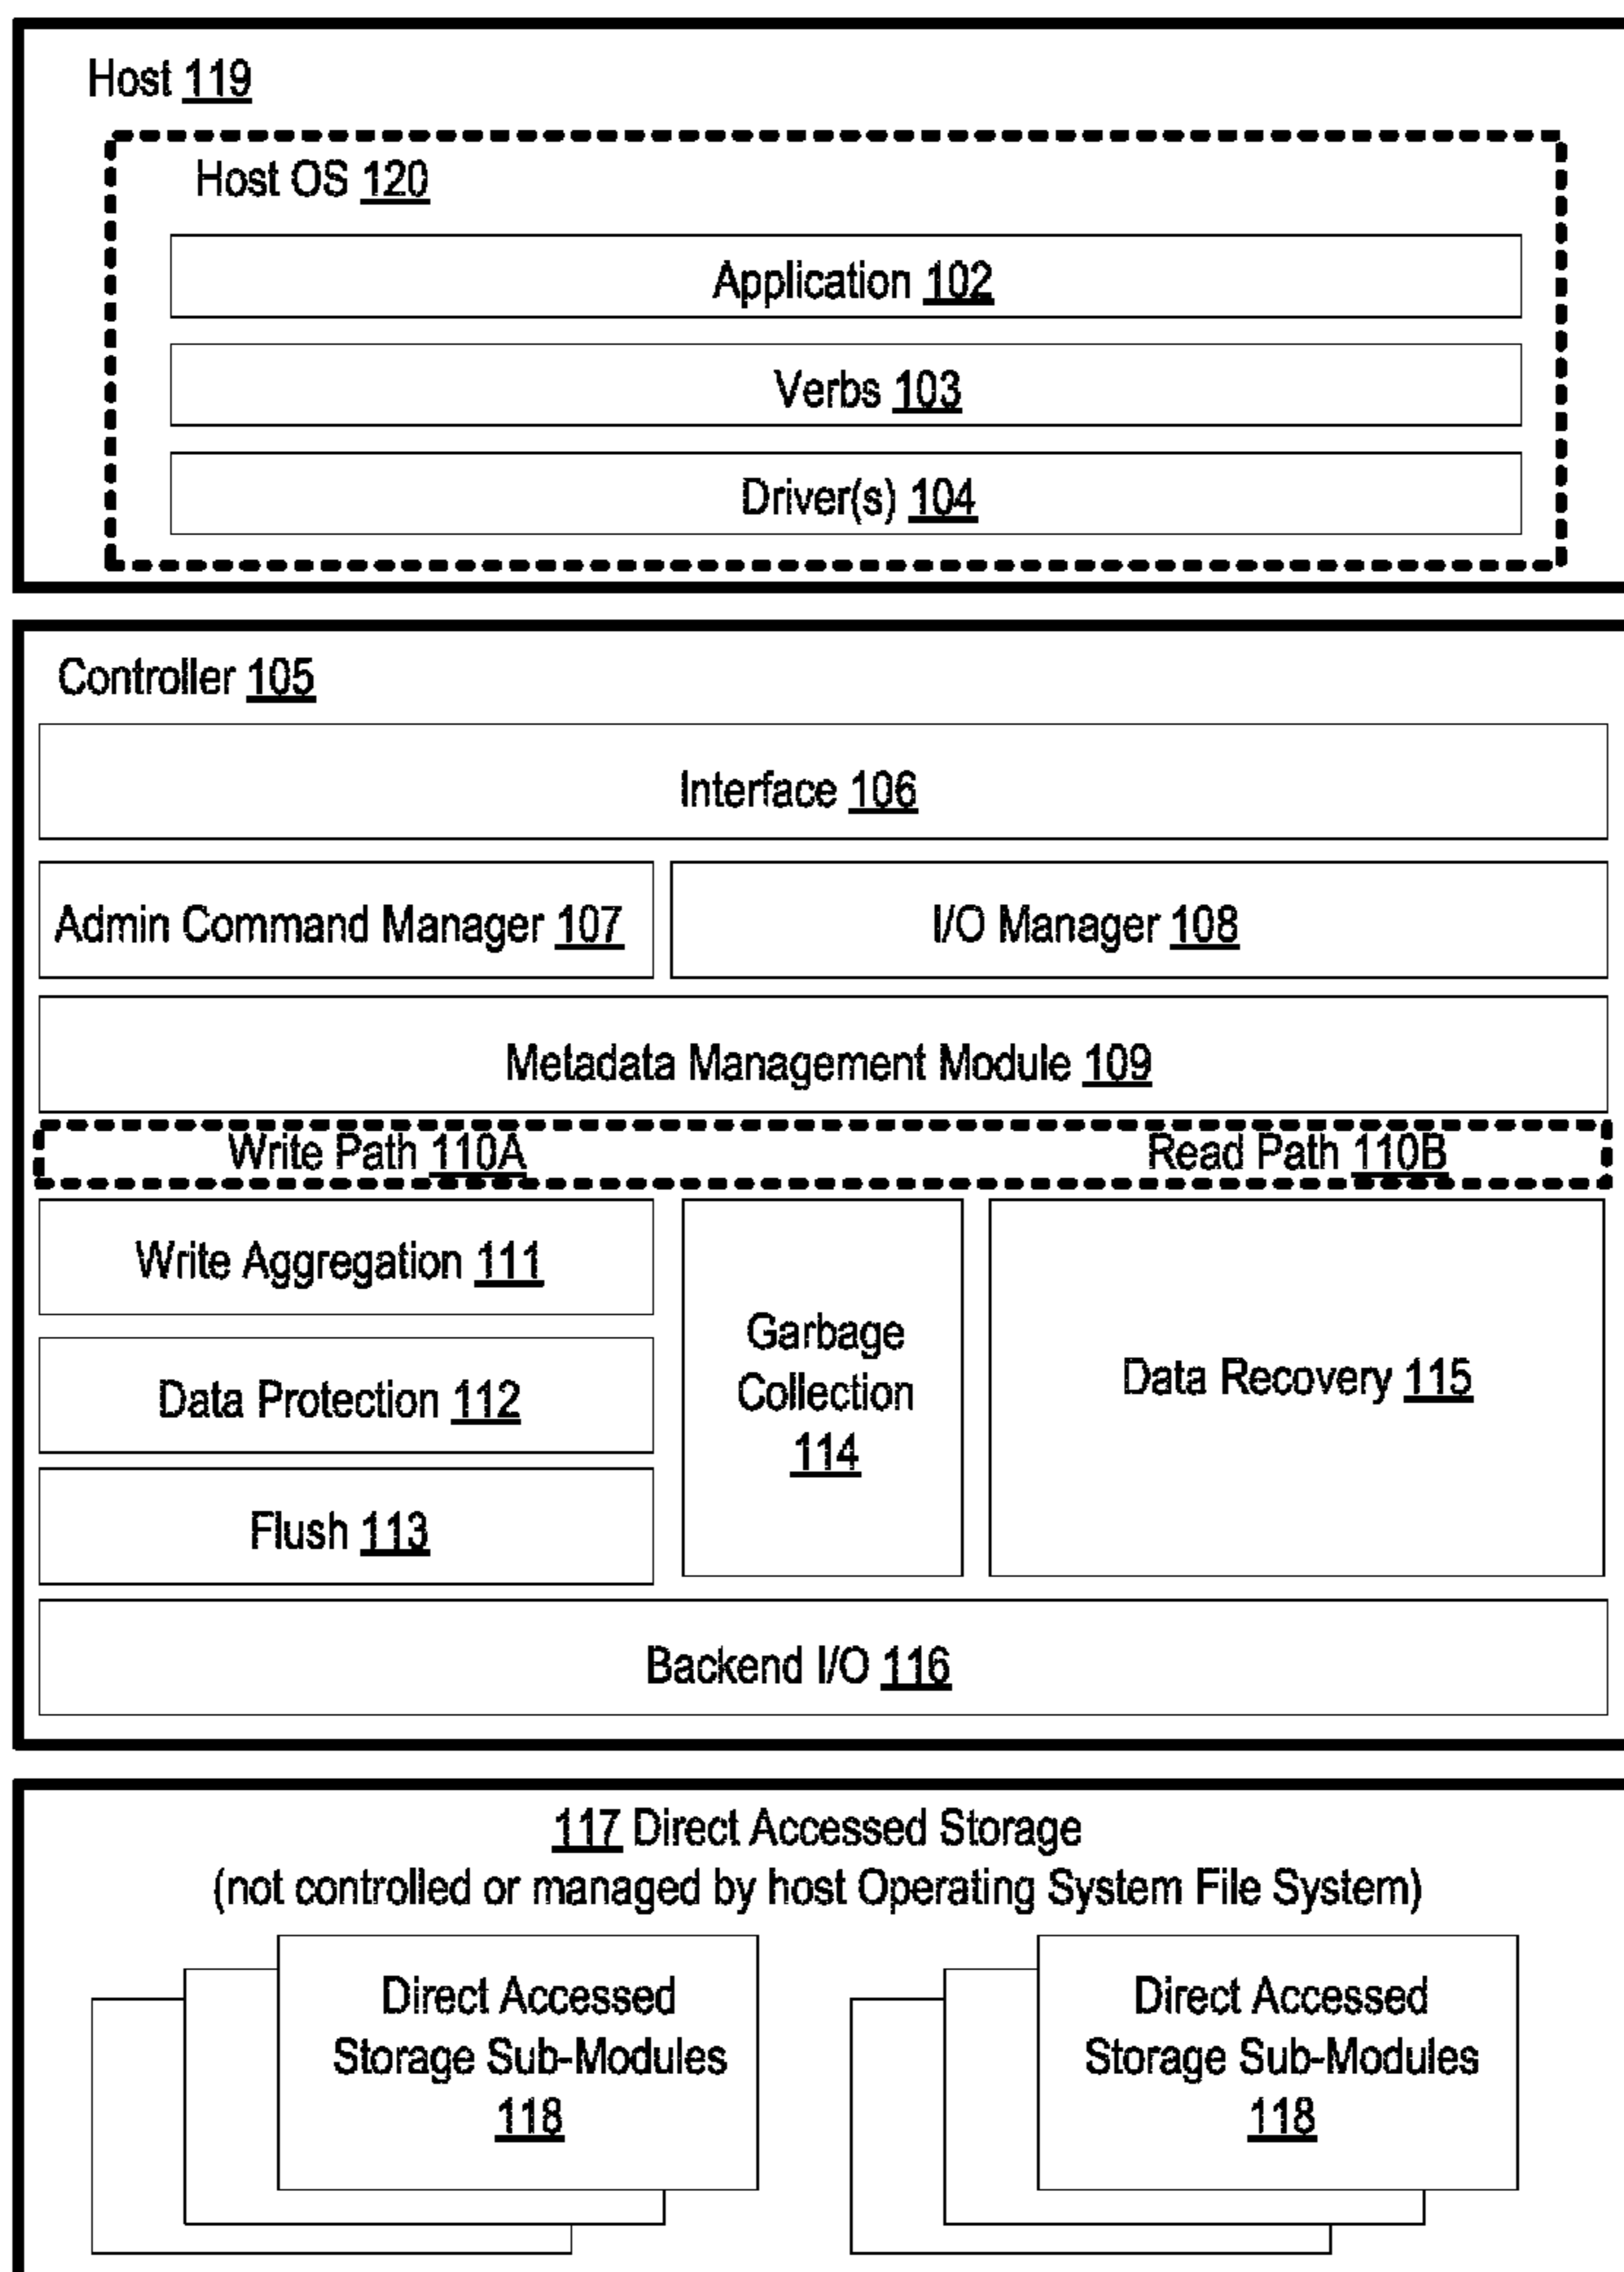 Host 119
Host OS 120
Application 102
Verbs 103
Driver(s) 104
Controller 105
Interface 106
Admin Command Manager 107
I/O Manager 108
Metadata Management Module 109
Write Path 110A
Read Path 110B
Write Aggregation 111
Data Protection 112
Flush 113
Garbage
Collection
114
Data Recovery 115
Backend I/O 116
117 Direct Accessed Storage
(not controlled or managed by host Operating System File System)
Direct Accessed
Storage Sub-Modules
118
Direct Accessed
Storage Sub-Modules
118